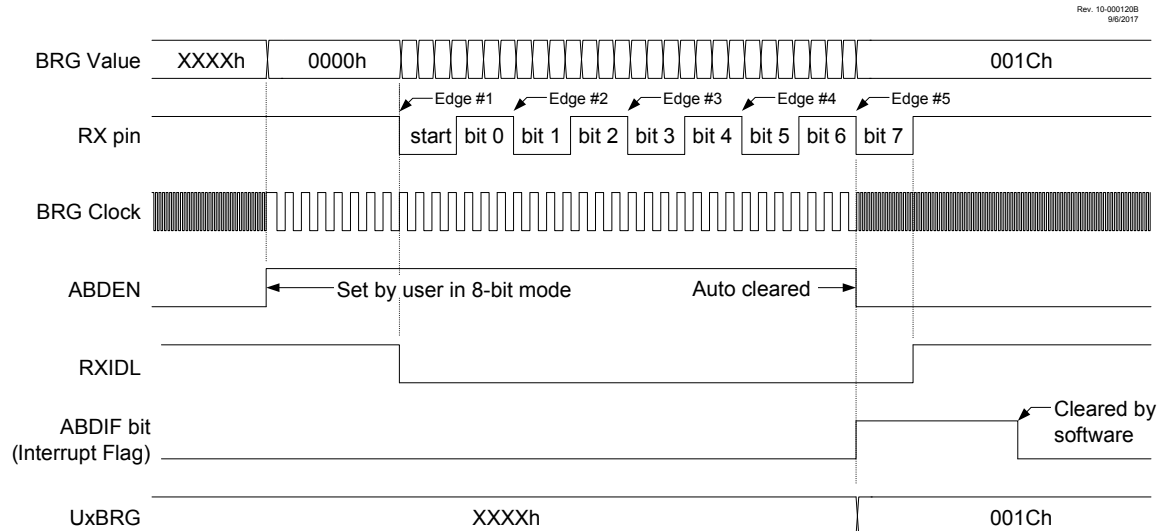 Rev. 10-000120B
9/6/2017
BRG Value XXXXh 0000h 001Ch
Edge #1 Edge #2 Edge #3 Edge #4 Edge #5
RX pin start bit 0 bit 1 bit 2 bit 3 bit 4 bit 5 bit 6 bit 7
BRG Clock
ABDEN Set by user in 8-bit mode Auto cleared
RXIDL
ABDIF bit
(Interrupt Flag)
Cleared by
software
UxBRG XXXXh 001Ch